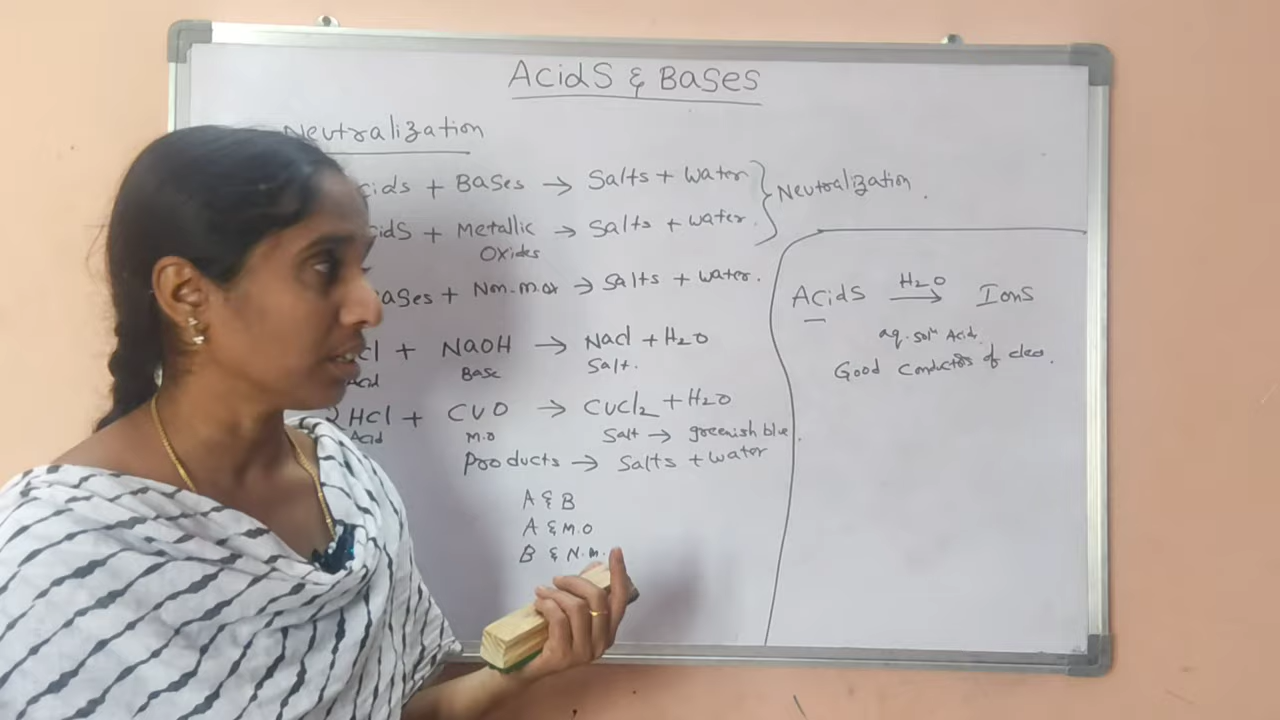 AcidS & BaSes
Neutralization
cids + BaSes → Salts + water } Neutralization.
cidS + Metallic → Salts + water.
Oxides
ases + Non-m.ox → Salts + water.
cl + NaOH → Nacl + H2O
Acid Base Salt.
2HCl + CuO → CuCl2 + H2O
Acid M.O Salt → greenish blue.
Products → Salts + water
A & B
A & M.O
B & N.M.
AcidS H2O → IonS
aq. soln Acid.
Good Conductors of elec.